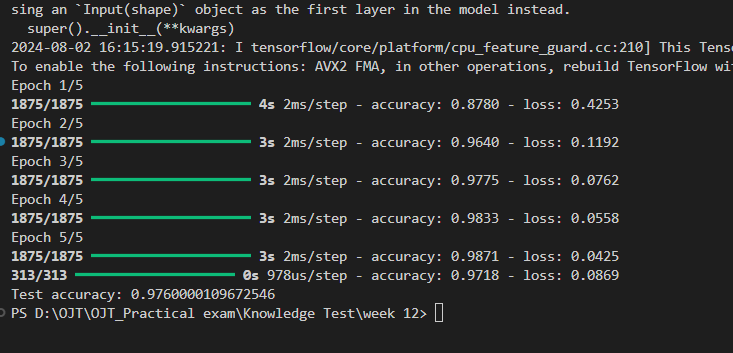 sing an `Input(shape)` object as the first layer in the model instead.
  super().__init__(**kwargs)
2024-08-02 16:15:19.915221: I tensorflow/core/platform/cpu_feature_guard.cc:210] This Tens
To enable the following instructions: AVX2 FMA, in other operations, rebuild TensorFlow wi
Epoch 1/5
1875/1875 ━━━━━━━━━━━━━━━━━━━━ 4s 2ms/step - accuracy: 0.8780 - loss: 0.4253
Epoch 2/5
1875/1875 ━━━━━━━━━━━━━━━━━━━━ 3s 2ms/step - accuracy: 0.9640 - loss: 0.1192
Epoch 3/5
1875/1875 ━━━━━━━━━━━━━━━━━━━━ 3s 2ms/step - accuracy: 0.9775 - loss: 0.0762
Epoch 4/5
1875/1875 ━━━━━━━━━━━━━━━━━━━━ 3s 2ms/step - accuracy: 0.9833 - loss: 0.0558
Epoch 5/5
1875/1875 ━━━━━━━━━━━━━━━━━━━━ 3s 2ms/step - accuracy: 0.9871 - loss: 0.0425
313/313 ━━━━━━━━━━━━━━━━━━━━ 0s 978us/step - accuracy: 0.9718 - loss: 0.0869
Test accuracy: 0.9760000109672546
PS D:\OJT\OJT_Practical exam\Knowledge Test\week 12>